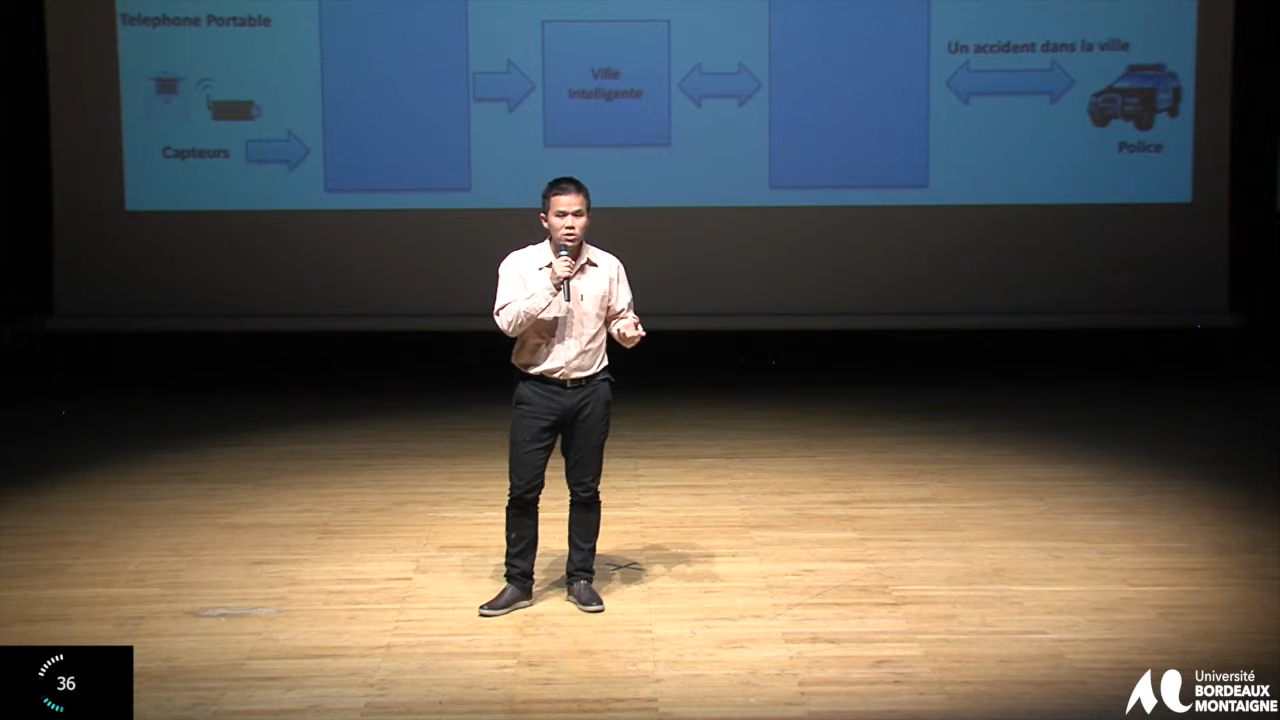 Telephone Portable
Capteurs
Ville
Intelligente
Un accident dans la ville
Police
36
Université
BORDEAUX
MONTAIGNE